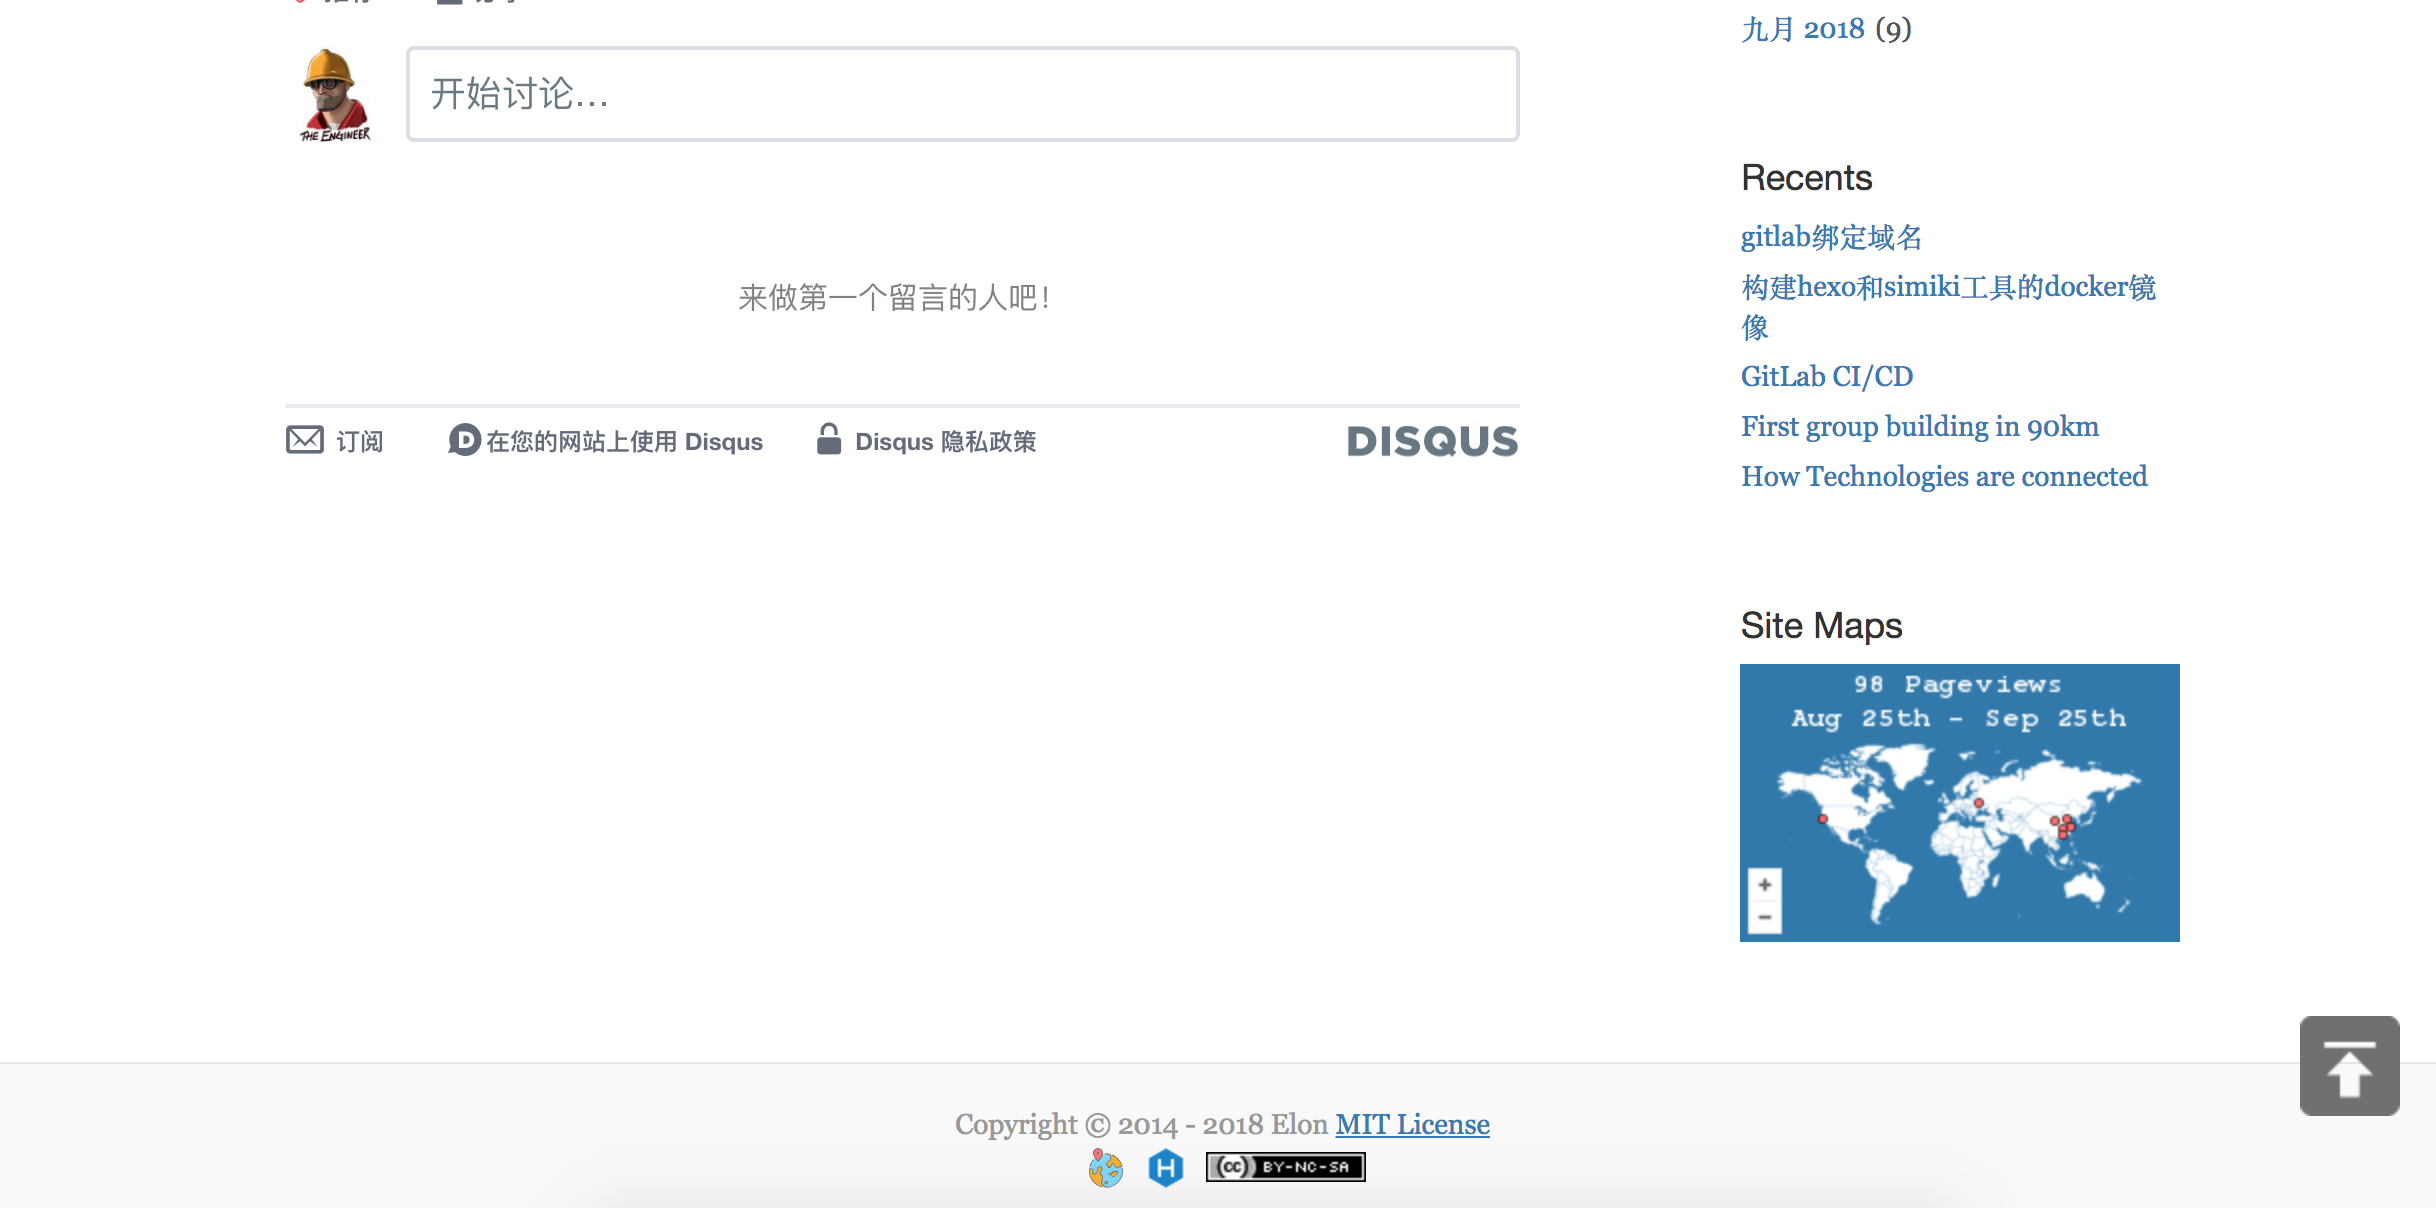 九月 2018 (9)
THE ENGINEER
开始讨论...
来做第一个留言的人吧！
订阅
D 在您的网站上使用 Disqus
Disqus 隐私政策
DISQUS
Recents
gitlab绑定域名
构建hexo和simiki工具的docker镜
像
GitLab CI/CD
First group building in 90km
How Technologies are connected
Site Maps
98 Pageviews
Aug 25th - Sep 25th
+
−
Copyright © 2014 - 2018 Elon MIT License
H (cc) BY-NC-SA